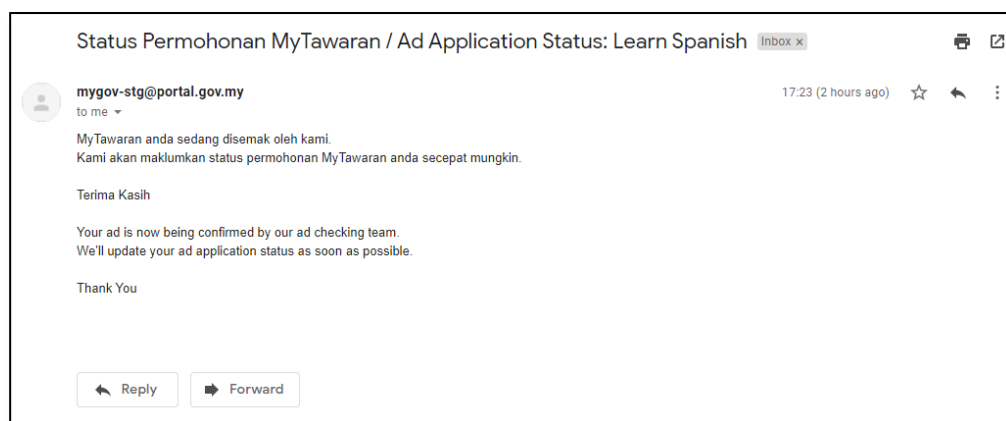 Status Permohonan MyTawaran / Ad Application Status: Learn Spanish Inbox x
mygov-stg@portal.gov.my 17:23 (2 hours ago)
to me
MyTawaran anda sedang disemak oleh kami.
Kami akan maklumkan status permohonan MyTawaran anda secepat mungkin.
Terima Kasih
Your ad is now being confirmed by our ad checking team.
We'll update your ad application status as soon as possible.
Thank You
Reply Forward